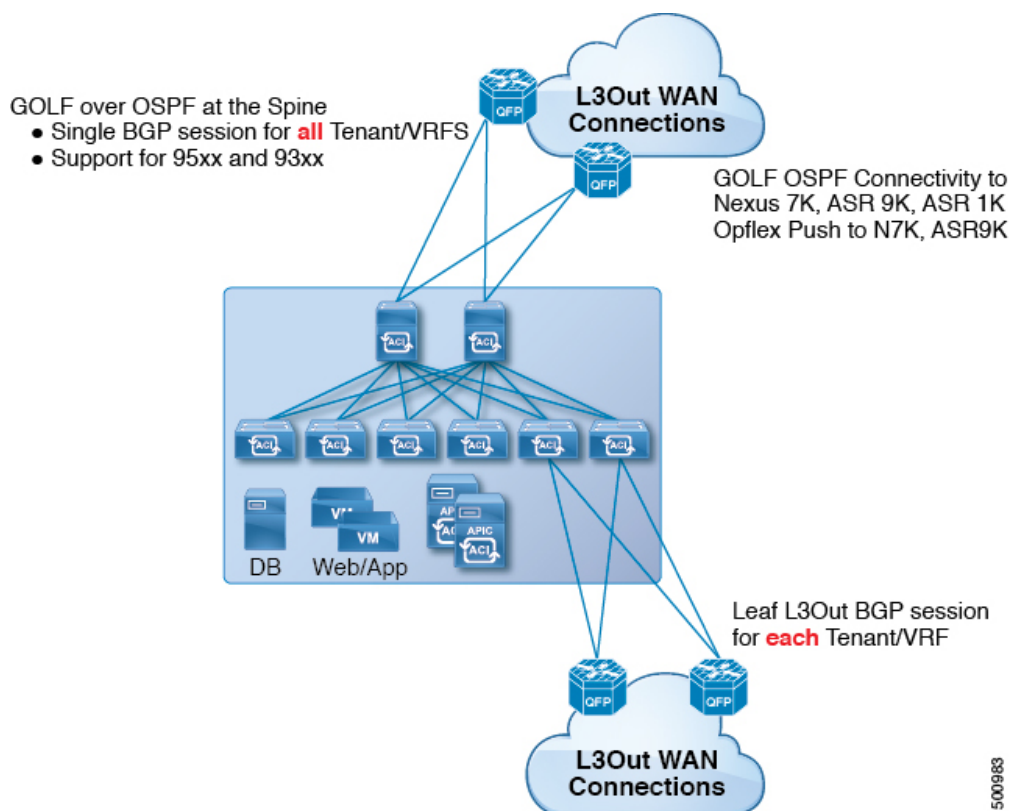 GOLF over OSPF at the Spine
• Single BGP session for all Tenant/VRFS
• Support for 95xx and 93xx
QFP
L3Out WAN
Connections
QFP
GOLF OSPF Connectivity to
Nexus 7K, ASR 9K, ASR 1K
Opflex Push to N7K, ASR9K
ACI
ACI
ACI
ACI
ACI
ACI
ACI
ACI
DB
VM
VM
Web/App
AP
AC
APIC
ACI
Leaf L3Out BGP session
for each Tenant/VRF
QFP
QFP
L3Out WAN
Connections
500983